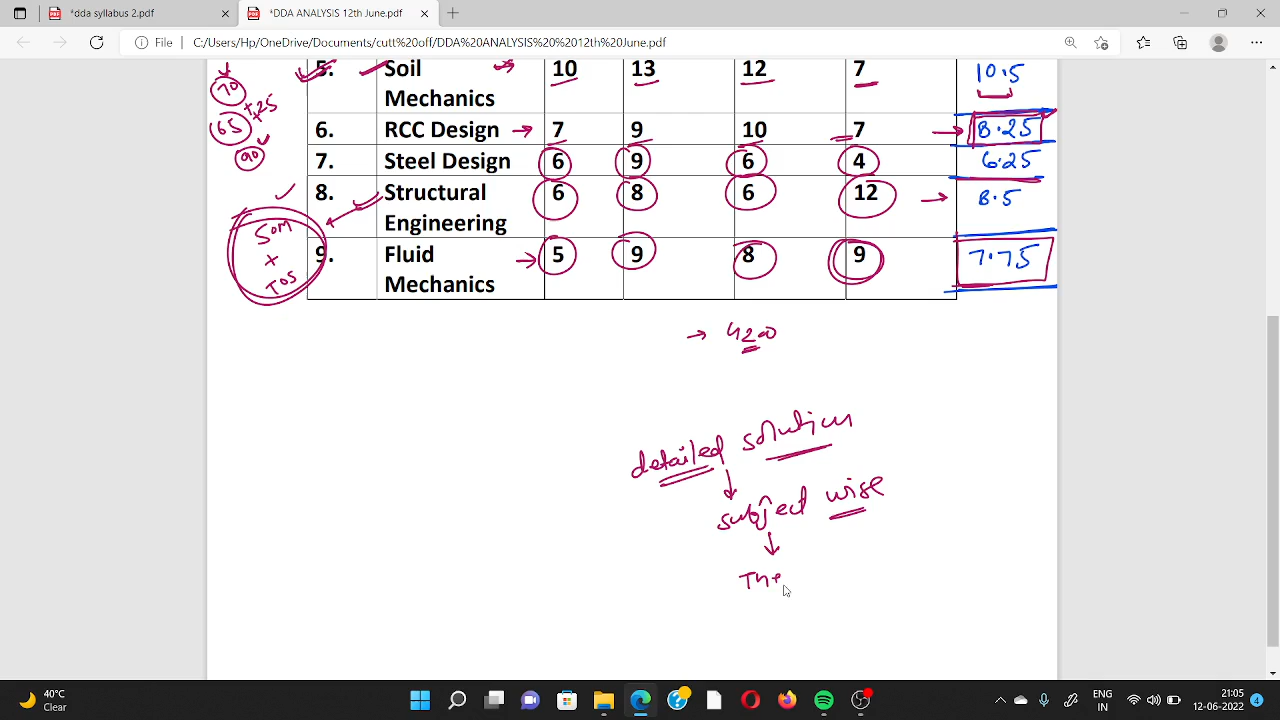 *dda syllabus 2.pdf
*DDA ANALYSIS 12th June.pdf
File C:/Users/Hp/OneDrive/Documents/cutt%20off/DDA%20ANALYSIS%20%2012th%20June.pdf
5. Soil Mechanics 10 13 12 7 10.5
6. RCC Design 7 9 10 7 8.25
7. Steel Design 6 9 6 4 6.25
8. Structural Engineering 6 8 6 12 8.5
9. Fluid Mechanics 5 9 8 9 7.75
70
+25
65
90
SOM
+
TOS
4200
detailed solution
subject wise
The
40°C
Clear
ENG
IN
21:05
12-06-2022
4